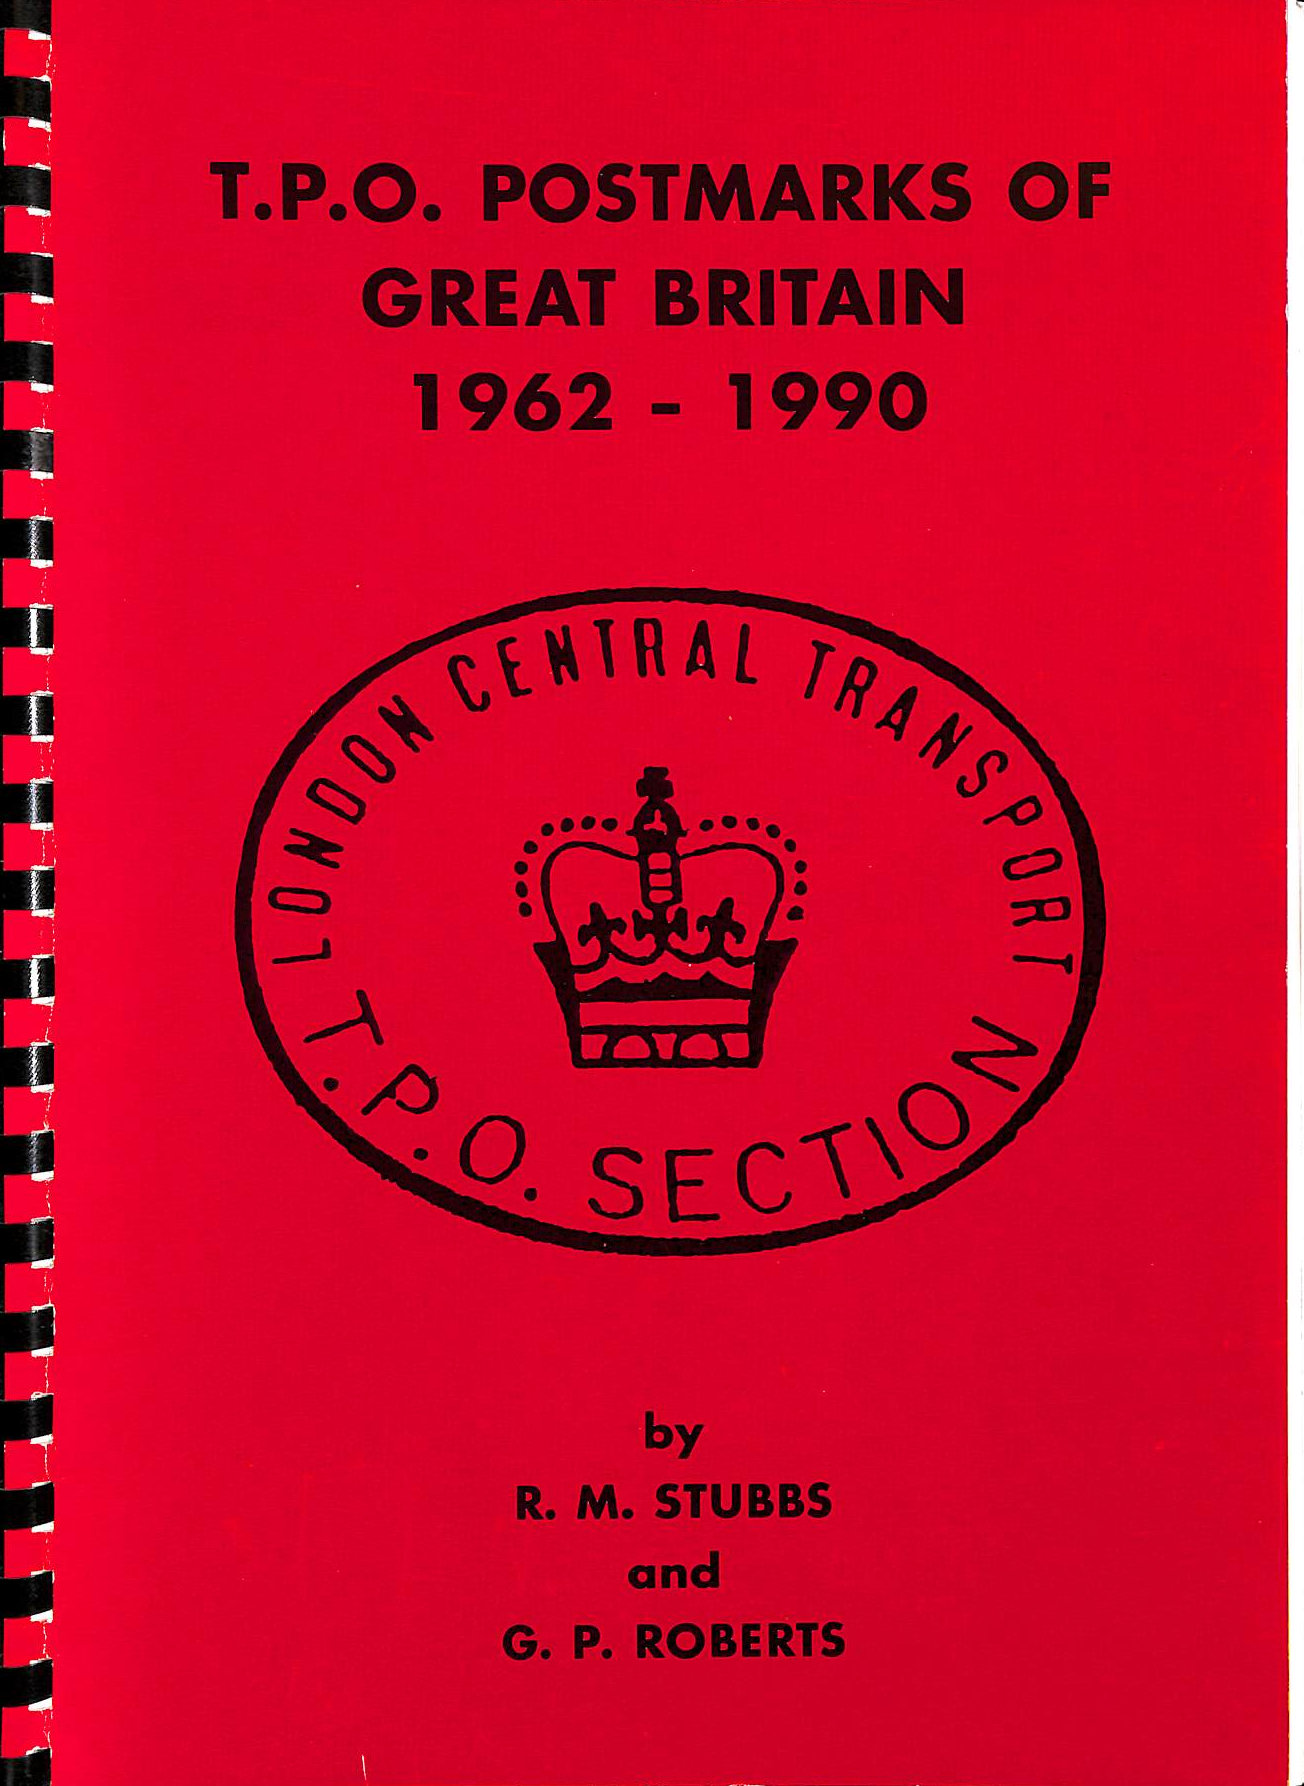 T.P.O. POSTMARKS OF
GREAT BRITAIN
1962 - 1990
LONDON CENTRAL TRANSPORT
T.P.O. SECTION
by
R. M. STUBBS
and
G. P. ROBERTS